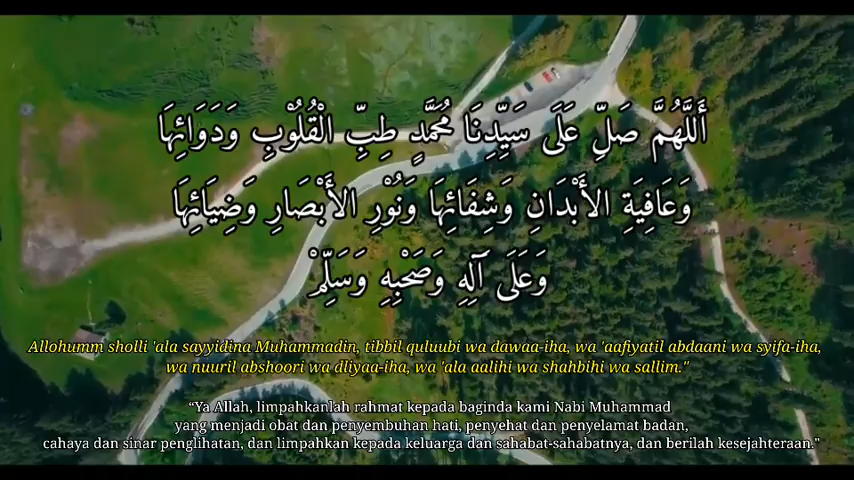 أَللَّهُمَّ صَلِّ عَلَى سَيِّدِنَا مُحَمَّدٍ طِبِّ الْقُلُوْبِ وَدَوَائِهَا
وَعَافِيَةِ الأَبْدَانِ وَشِفَائِهَا وَنُوْرِ الأَبْصَارِ وَضِيَائِهَا
وَعَلَى آلِهِ وَصَحْبِهِ وَسَلِّمْ
Allohumm sholli 'ala sayyidina Muhammadin, tibbil quluubi wa dawaa-iha, wa 'aafiyatil abdaani wa syifa-iha,
wa nuuril abshoori wa dliyaa-iha, wa 'ala aalihi wa shahbihi wa sallim."
“Ya Allah, limpahkanlah rahmat kepada baginda kami Nabi Muhammad
yang menjadi obat dan penyembuhan hati, penyehat dan penyelamat badan,
cahaya dan sinar penglihatan, dan limpahkan kepada keluarga dan sahabat-sahabatnya, dan berilah kesejahteraan.”